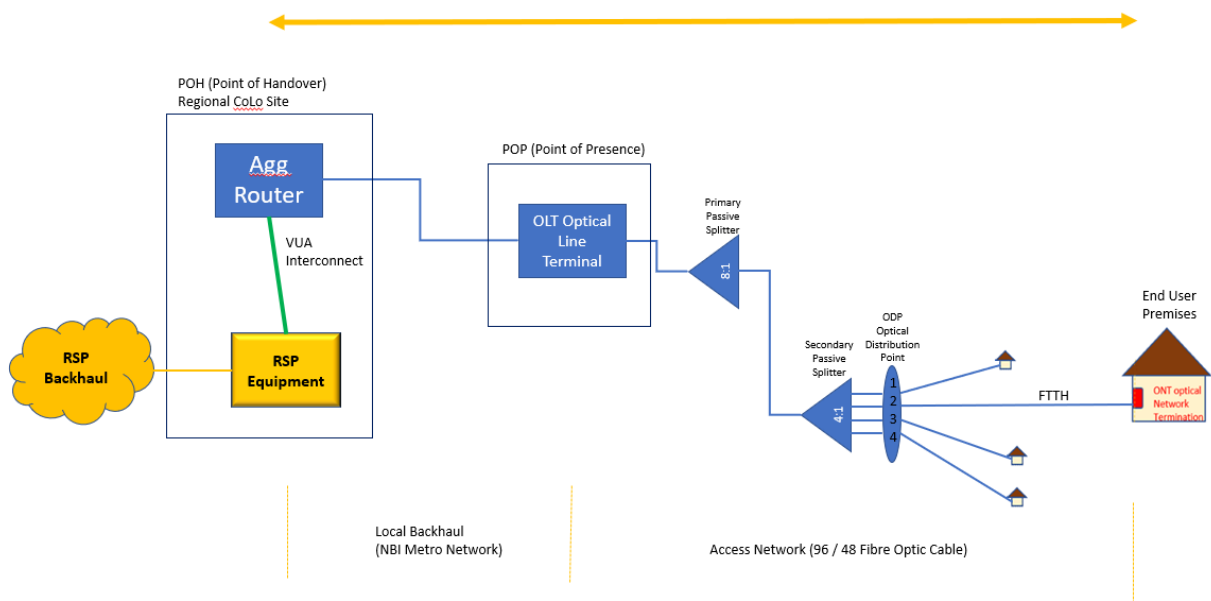 POH (Point of Handover)
Regional CoLo Site
Agg
Router
VUA
Interconnect
RSP
Backhaul
RSP
Equipment
POP (Point of Presence)
OLT Optical
Line
Terminal
Primary
Passive
Splitter
8:1
Secondary
Passive
Splitter
4:1
ODP
Optical
Distribution
Point
1
2
3
4
FTTH
End User
Premises
ONT optical
Network
Termination
Local Backhaul
(NBI Metro Network)
Access Network (96 / 48 Fibre Optic Cable)